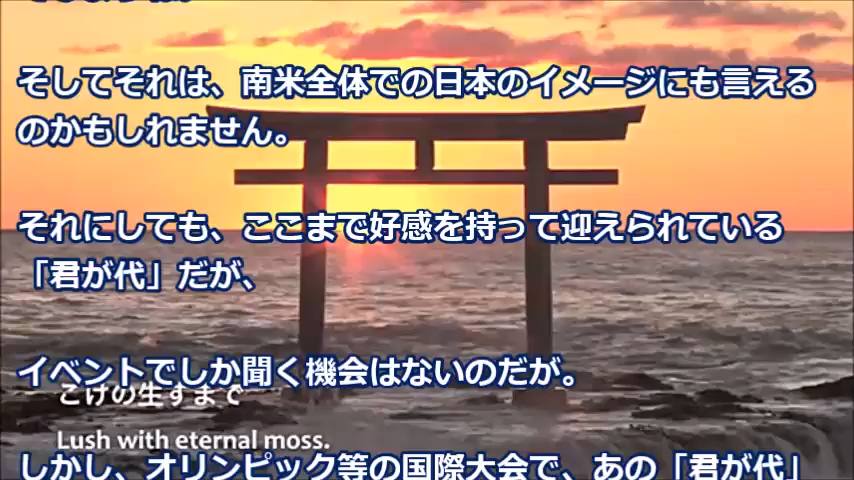 そしてそれは、南米全体での日本のイメージにも言える
のかもしれません。
それにしても、ここまで好感を持って迎えられている
「君が代」だが、
イベントでしか聞く機会はないのだが。
こけの生すまで
Lush with eternal moss.
しかし、オリンピック等の国際大会で、あの「君が代」